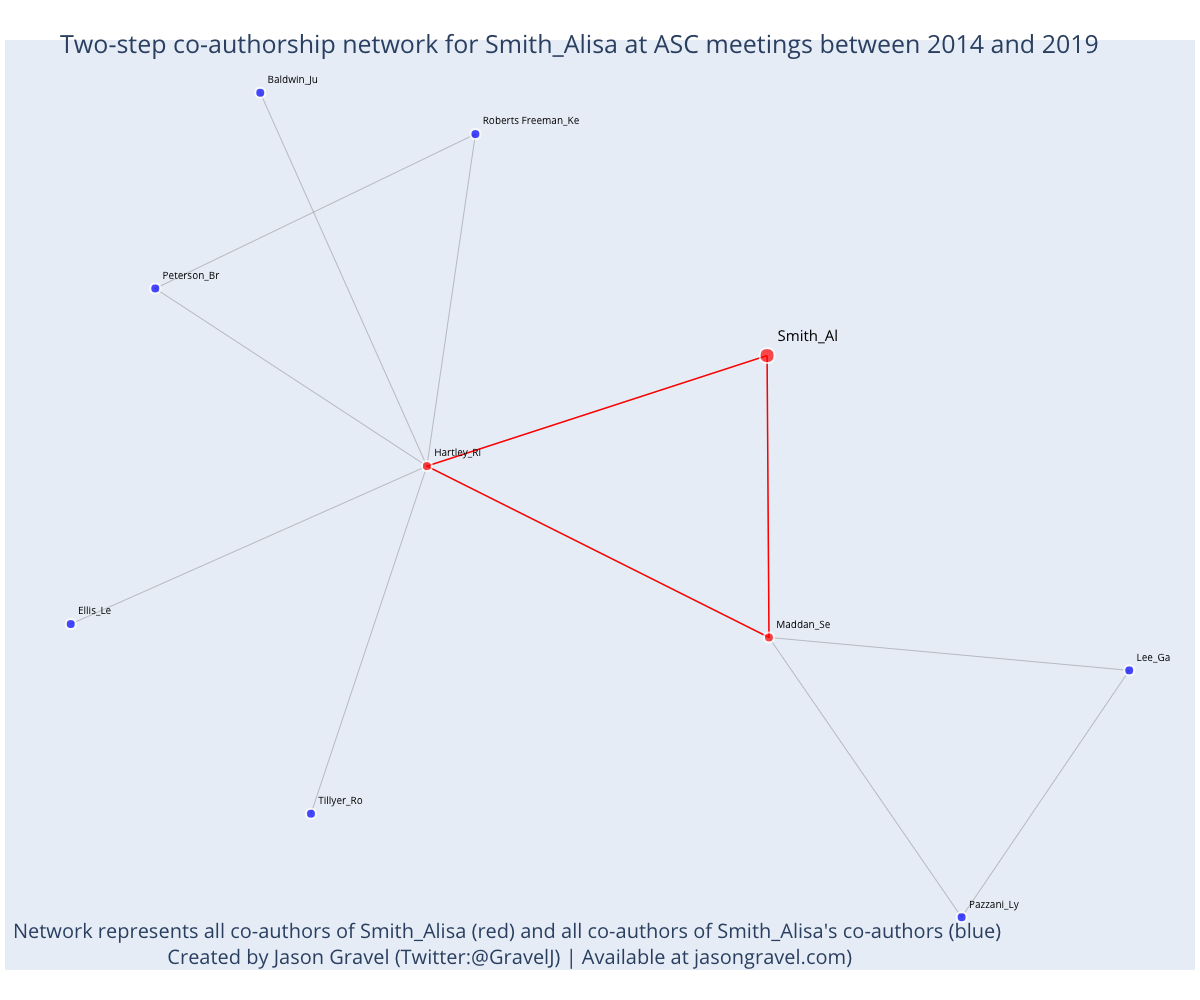 Two-step co-authorship network for Smith_Alisa at ASC meetings between 2014 and 2019
Baldwin_Ju
Roberts Freeman_Ke
Peterson_Br
Smith_Al
Hartley_Ri
Ellis_Le
Maddan_Se
Lee_Ga
Tillyer_Ro
Pazzani_Ly
Network represents all co-authors of Smith_Alisa (red) and all co-authors of Smith_Alisa's co-authors (blue)
Created by Jason Gravel (Twitter:@GravelJ) | Available at jasongravel.com)